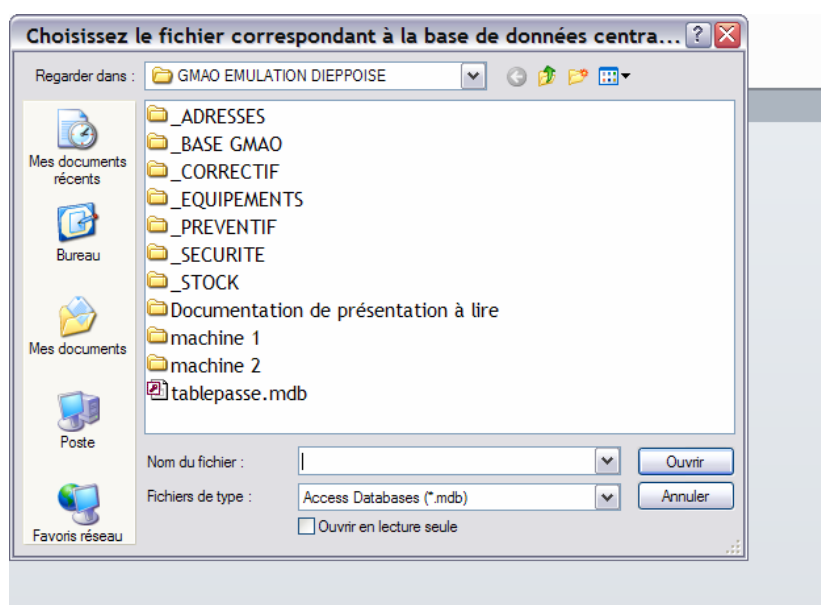 Choisissez le fichier correspondant à la base de données centra...
Regarder dans :
GMAO EMULATION DIEPPOISE
Mes documents récents
Bureau
Mes documents
Poste
Favoris réseau
_ADRESSES
_BASE GMAO
_CORRECTIF
_EQUIPEMENTS
_PREVENTIF
_SECURITE
_STOCK
Documentation de présentation à lire
machine 1
machine 2
tablepasse.mdb
Nom du fichier :
Ouvrir
Fichiers de type :
Access Databases (*.mdb)
Annuler
Ouvrir en lecture seule